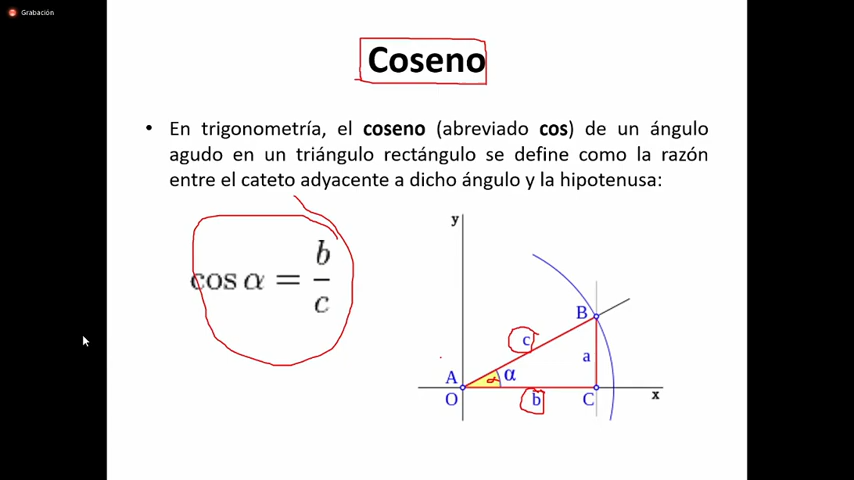 Grabación
Coseno
• En trigonometría, el coseno (abreviado cos) de un ángulo
agudo en un triángulo rectángulo se define como la razón
entre el cateto adyacente a dicho ángulo y la hipotenusa:
cos α = b/c
y
B
c
a
A
α
α
O
b
C
x